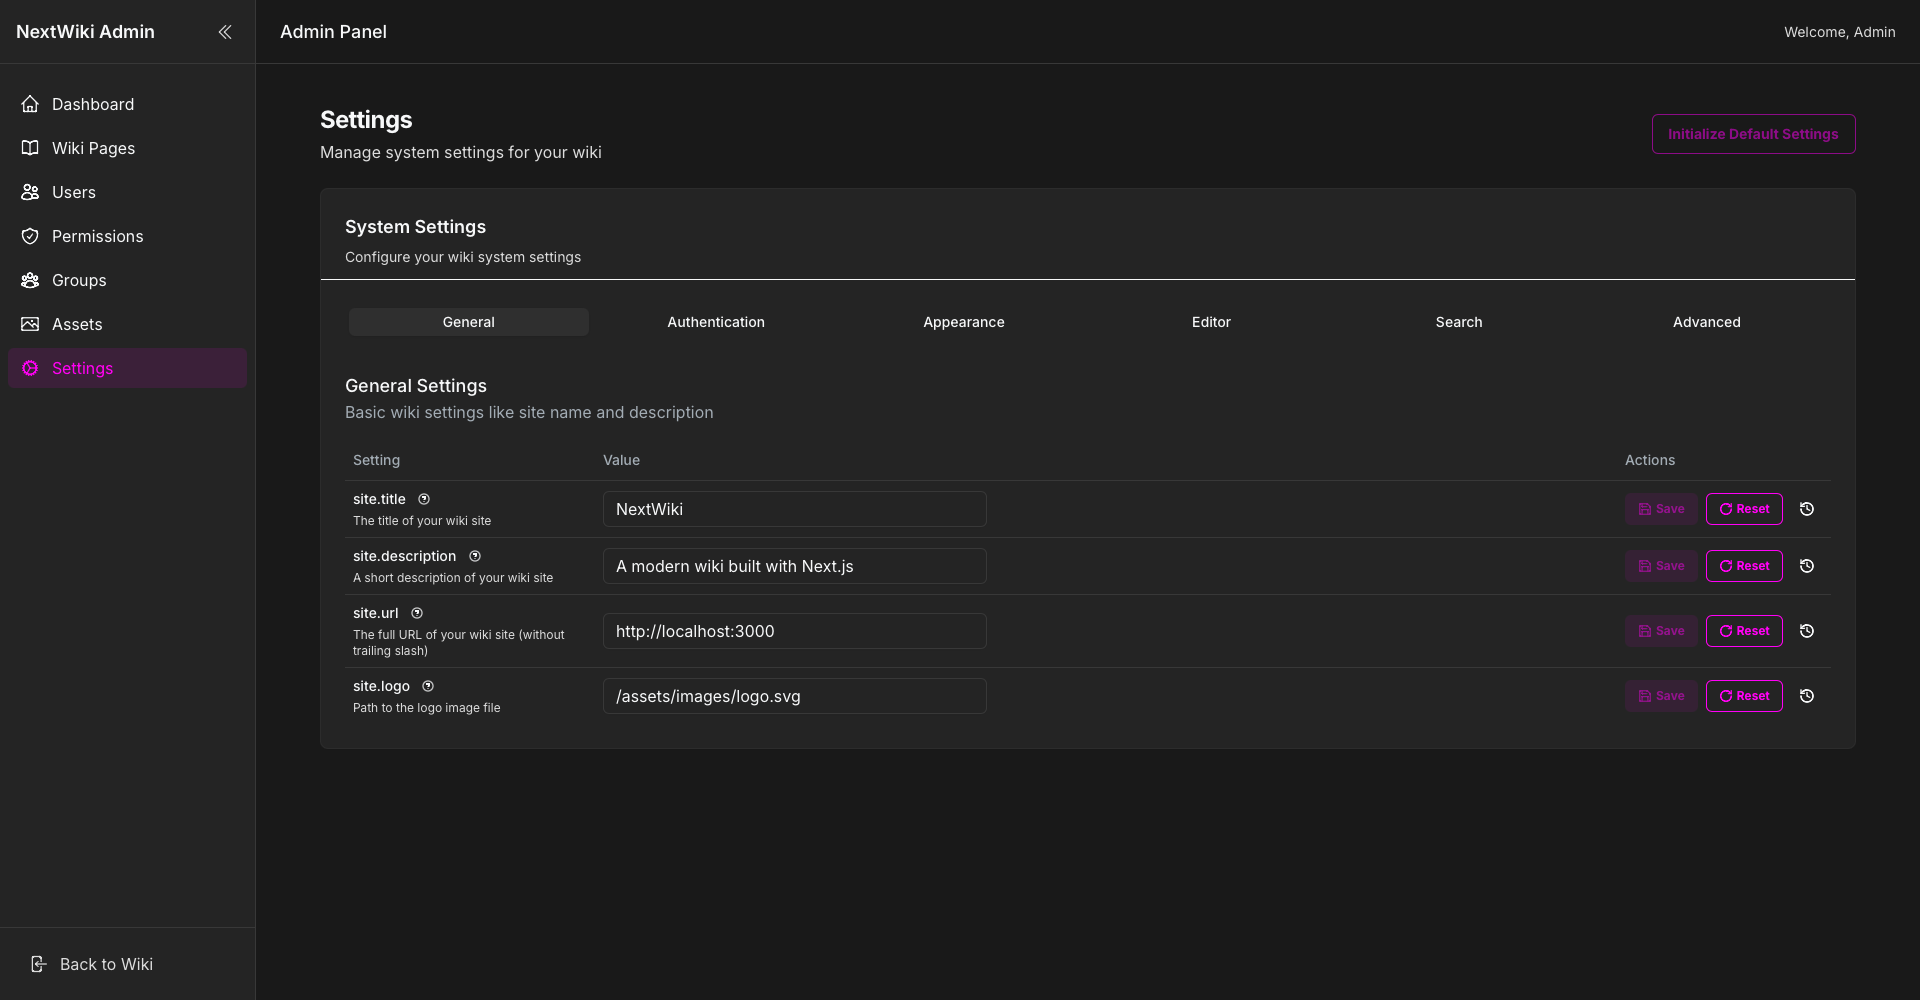 NextWiki Admin
Admin Panel
Welcome, Admin
Dashboard
Wiki Pages
Users
Permissions
Groups
Assets
Settings
Back to Wiki
Settings
Manage system settings for your wiki
Initialize Default Settings
System Settings
Configure your wiki system settings
General Authentication Appearance Editor Search Advanced
General Settings
Basic wiki settings like site name and description
Setting Value Actions
site.title
The title of your wiki site
NextWiki
Save Reset
site.description
A short description of your wiki site
A modern wiki built with Next.js
Save Reset
site.url
The full URL of your wiki site (without
trailing slash)
http://localhost:3000
Save Reset
site.logo
Path to the logo image file
/assets/images/logo.svg
Save Reset